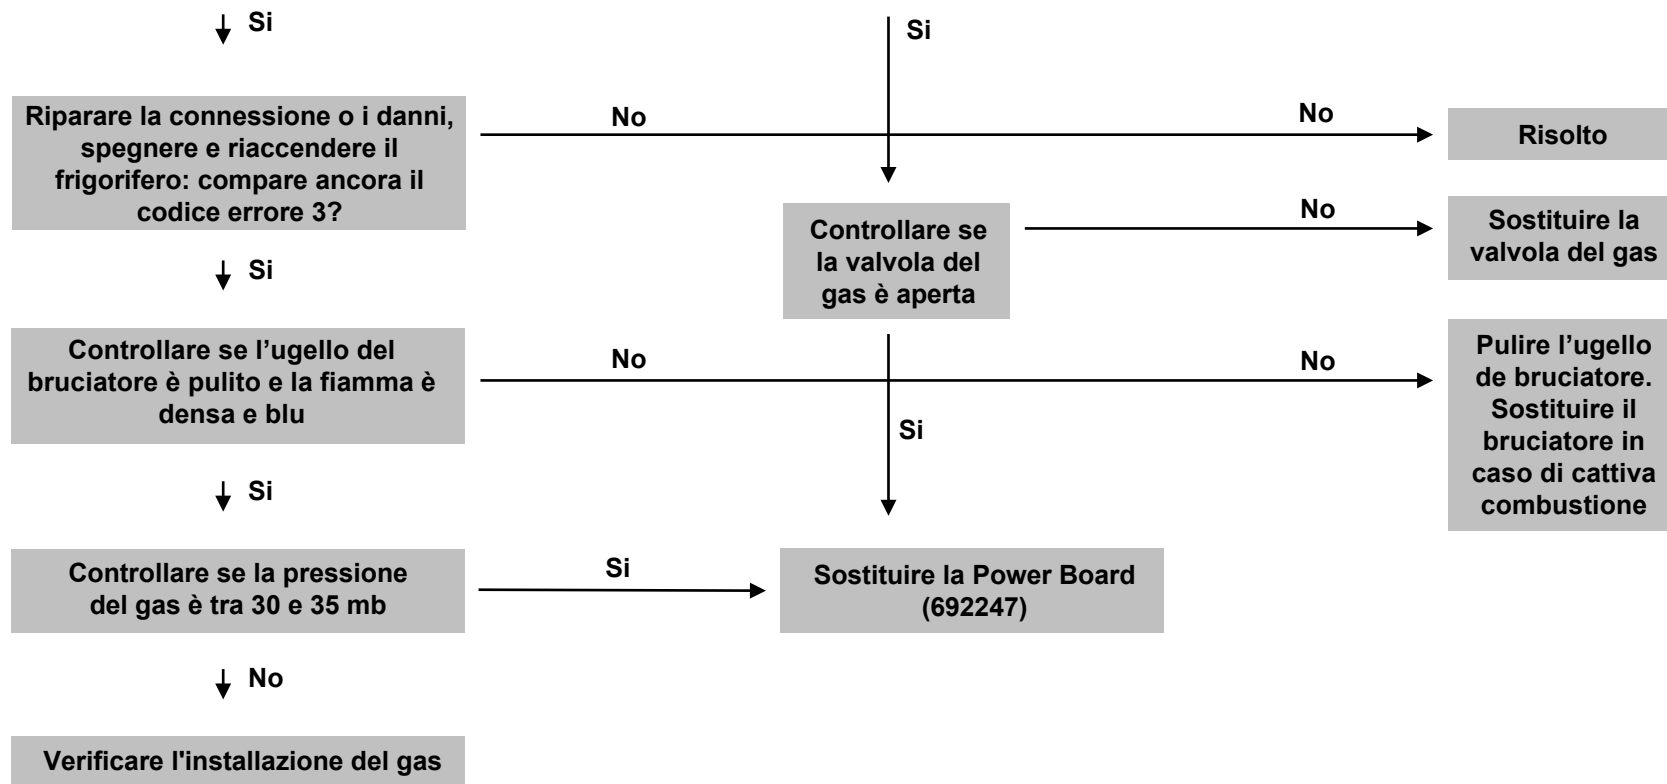 Si
Si
Riparare la connessione o i danni,
spegnere e riaccendere il
frigorifero: compare ancora il
codice errore 3?
No
No
Risolto
Si
Controllare se
la valvola del
gas è aperta
No
Sostituire la
valvola del gas
Controllare se l’ugello del
bruciatore è pulito e la fiamma è
densa e blu
No
No
Pulire l’ugello
de bruciatore.
Sostituire il
bruciatore in
caso di cattiva
combustione
Si
Si
Controllare se la pressione
del gas è tra 30 e 35 mb
Si
Sostituire la Power Board
(692247)
No
Verificare l'installazione del gas